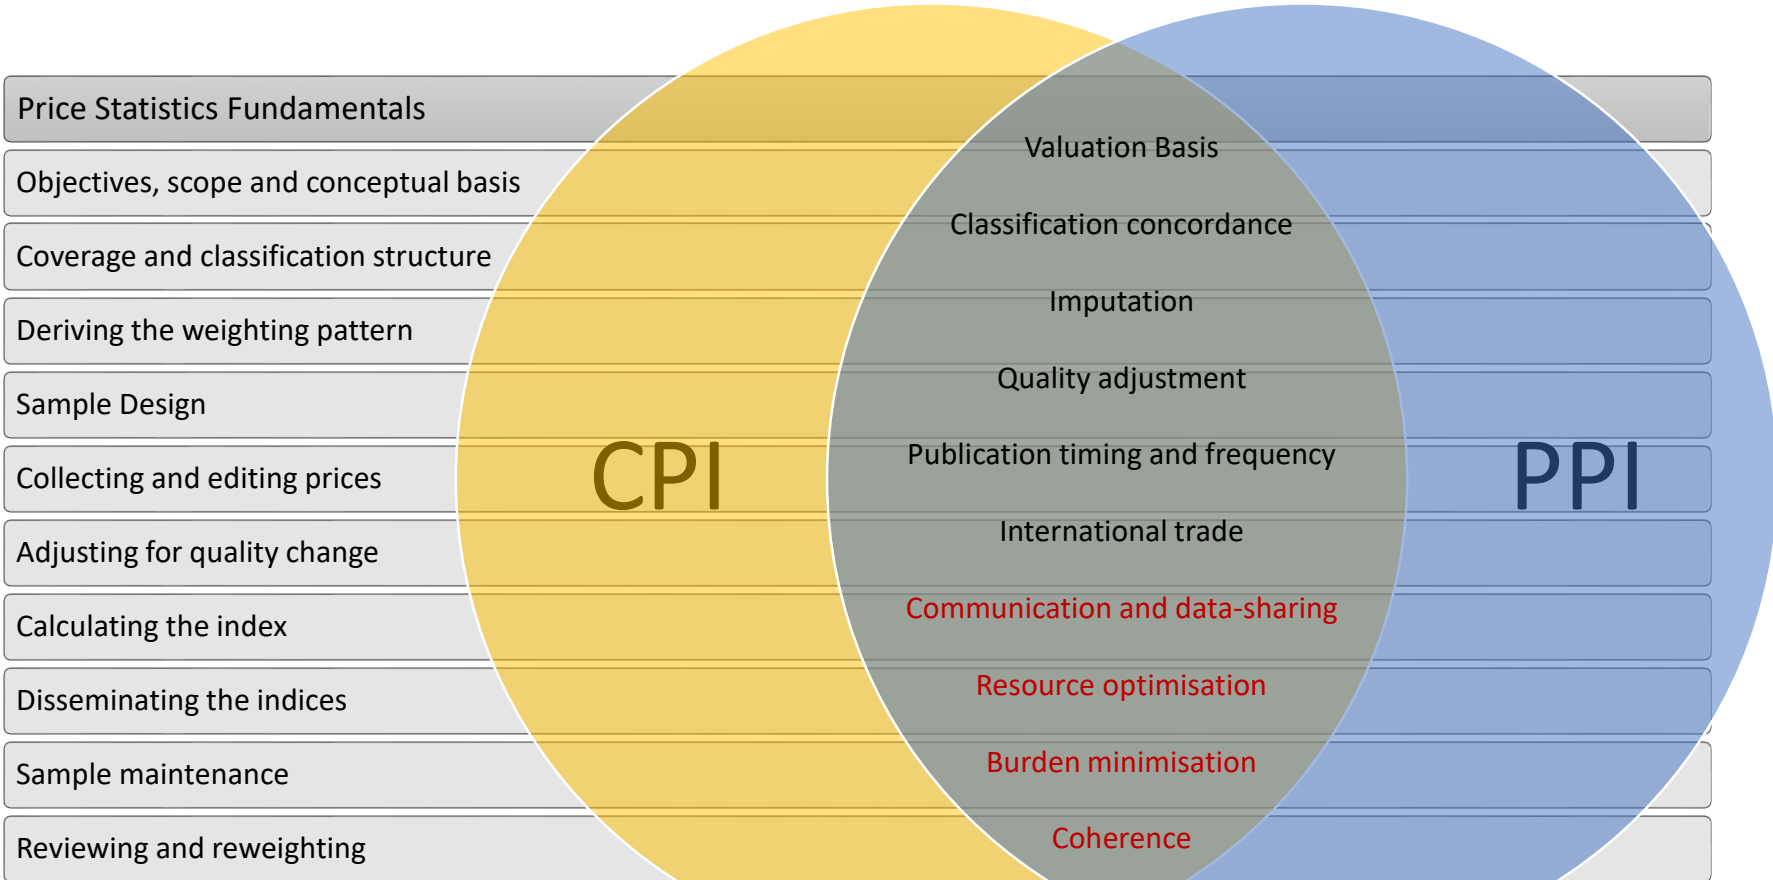 Price Statistics Fundamentals
Objectives, scope and conceptual basis
Coverage and classification structure
Deriving the weighting pattern
Sample Design
Collecting and editing prices
Adjusting for quality change
Calculating the index
Disseminating the indices
Sample maintenance
Reviewing and reweighting
CPI
Valuation Basis
Classification concordance
Imputation
Quality adjustment
Publication timing and frequency
International trade
Communication and data-sharing
Resource optimisation
Burden minimisation
Coherence
PPI